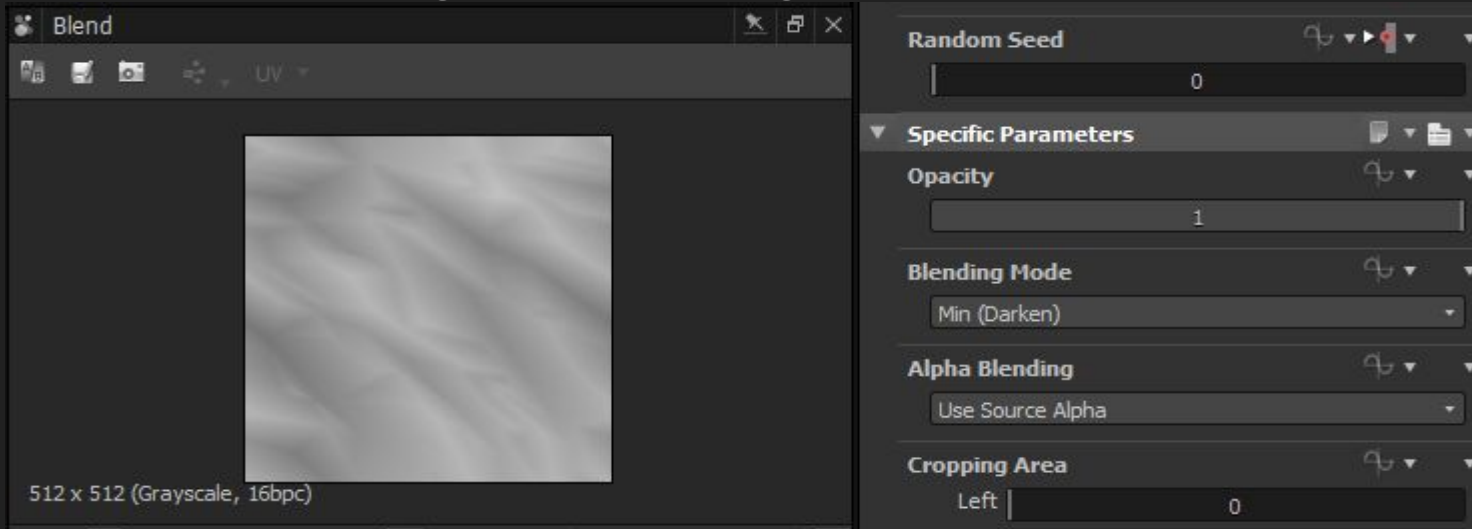 Blend
UV
512 x 512 (Grayscale, 16bpc)
Random Seed
0
Specific Parameters
Opacity
1
Blending Mode
Min (Darken)
Alpha Blending
Use Source Alpha
Cropping Area
Left 0